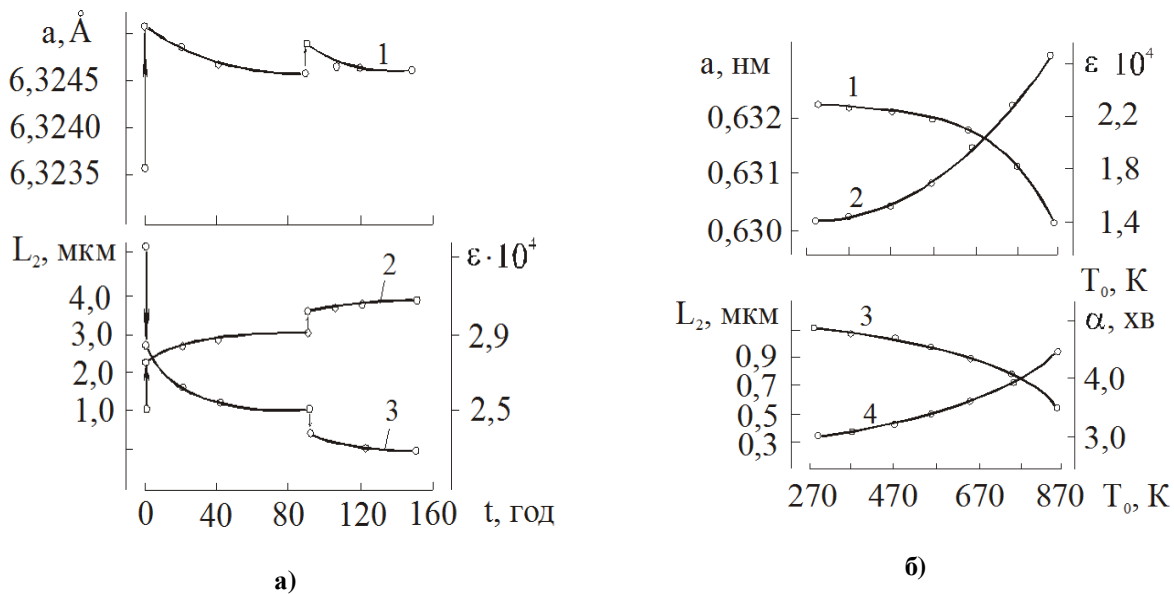 a, Å
6,3245
6,3240
6,3235
1
L₂, мкм
4,0
3,0
2,0
1,0
ε·10⁴
2,9
2,5
2
3
0 40 80 120 160 t, год
а)
a, нм
0,632
0,631
0,630
1
2
ε 10⁴
2,2
1,8
1,4
T₀, К
L₂, мкм
0,9
0,7
0,5
0,3
3
4
α, хв
4,0
3,0
270 470 670 870 T₀, К
б)